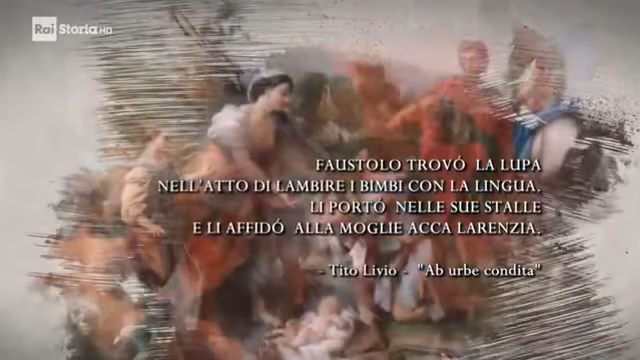 Rai Storia HD
FAUSTOLO TROVÓ LA LUPA
NELL'ATTO DI LAMBIRE I BIMBI CON LA LINGUA.
LI PORTÓ NELLE SUE STALLE
E LI AFFIDÓ ALLA MOGLIE ACCA LARENZIA.
- Tito Livio - "Ab urbe condita"